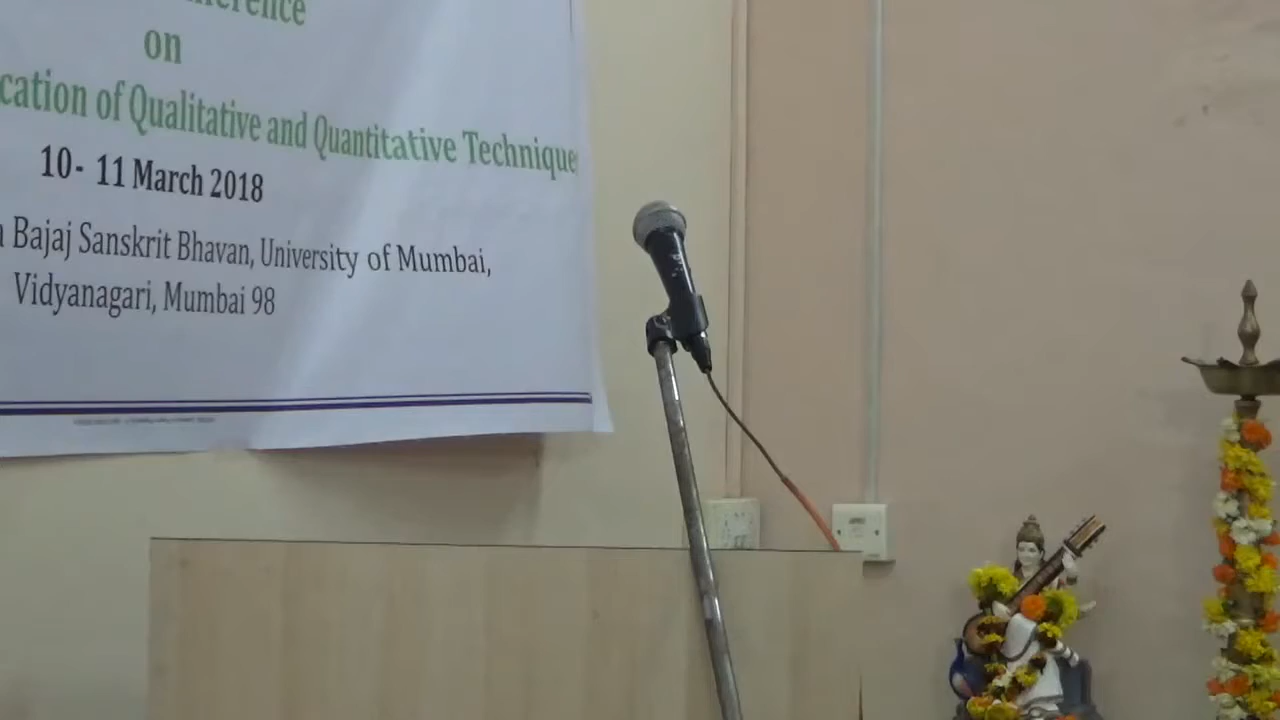 on
cation of Qualitative and Quantitative Technique
10- 11 March 2018
Bajaj Sanskrit Bhavan, University of Mumbai,
Vidyanagari, Mumbai 98